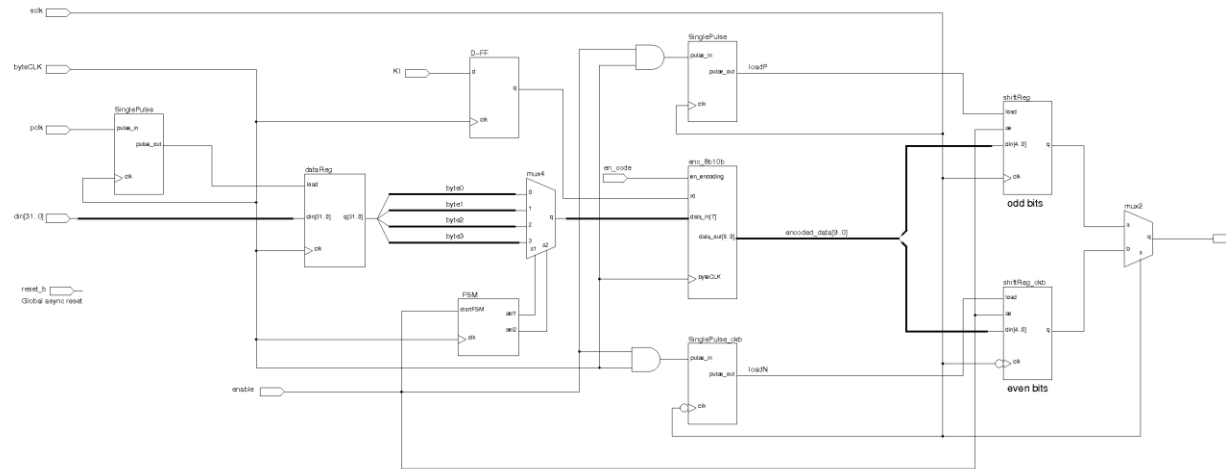 sclk
byteCLK
pclk
din[31..0]
reset_b
Global async reset
enable
SinglePulse
pulse_in
pulse_out
clk
dataReg
load
din[31..0]
q[31..0]
clk
D-FF
KI
d
q
clk
byte0
byte1
byte2
byte3
mux4
0
1
2
3
q
s1
s2
FSM
startFSM
sel1
sel2
clk
SinglePulse
pulse_in
pulse_out
loadP
clk
en_code
enc_8b10b
en_encoding
KI
data_in[7]
data_out[9..0]
byteCLK
encoded_data[9..0]
SinglePulse_ckb
pulse_in
pulse_out
loadN
clk
shiftReg
load
se
din[4..0]
q
clk
odd bits
shiftReg_ckb
load
se
din[4..0]
q
clk
even bits
mux2
a
b
q
s